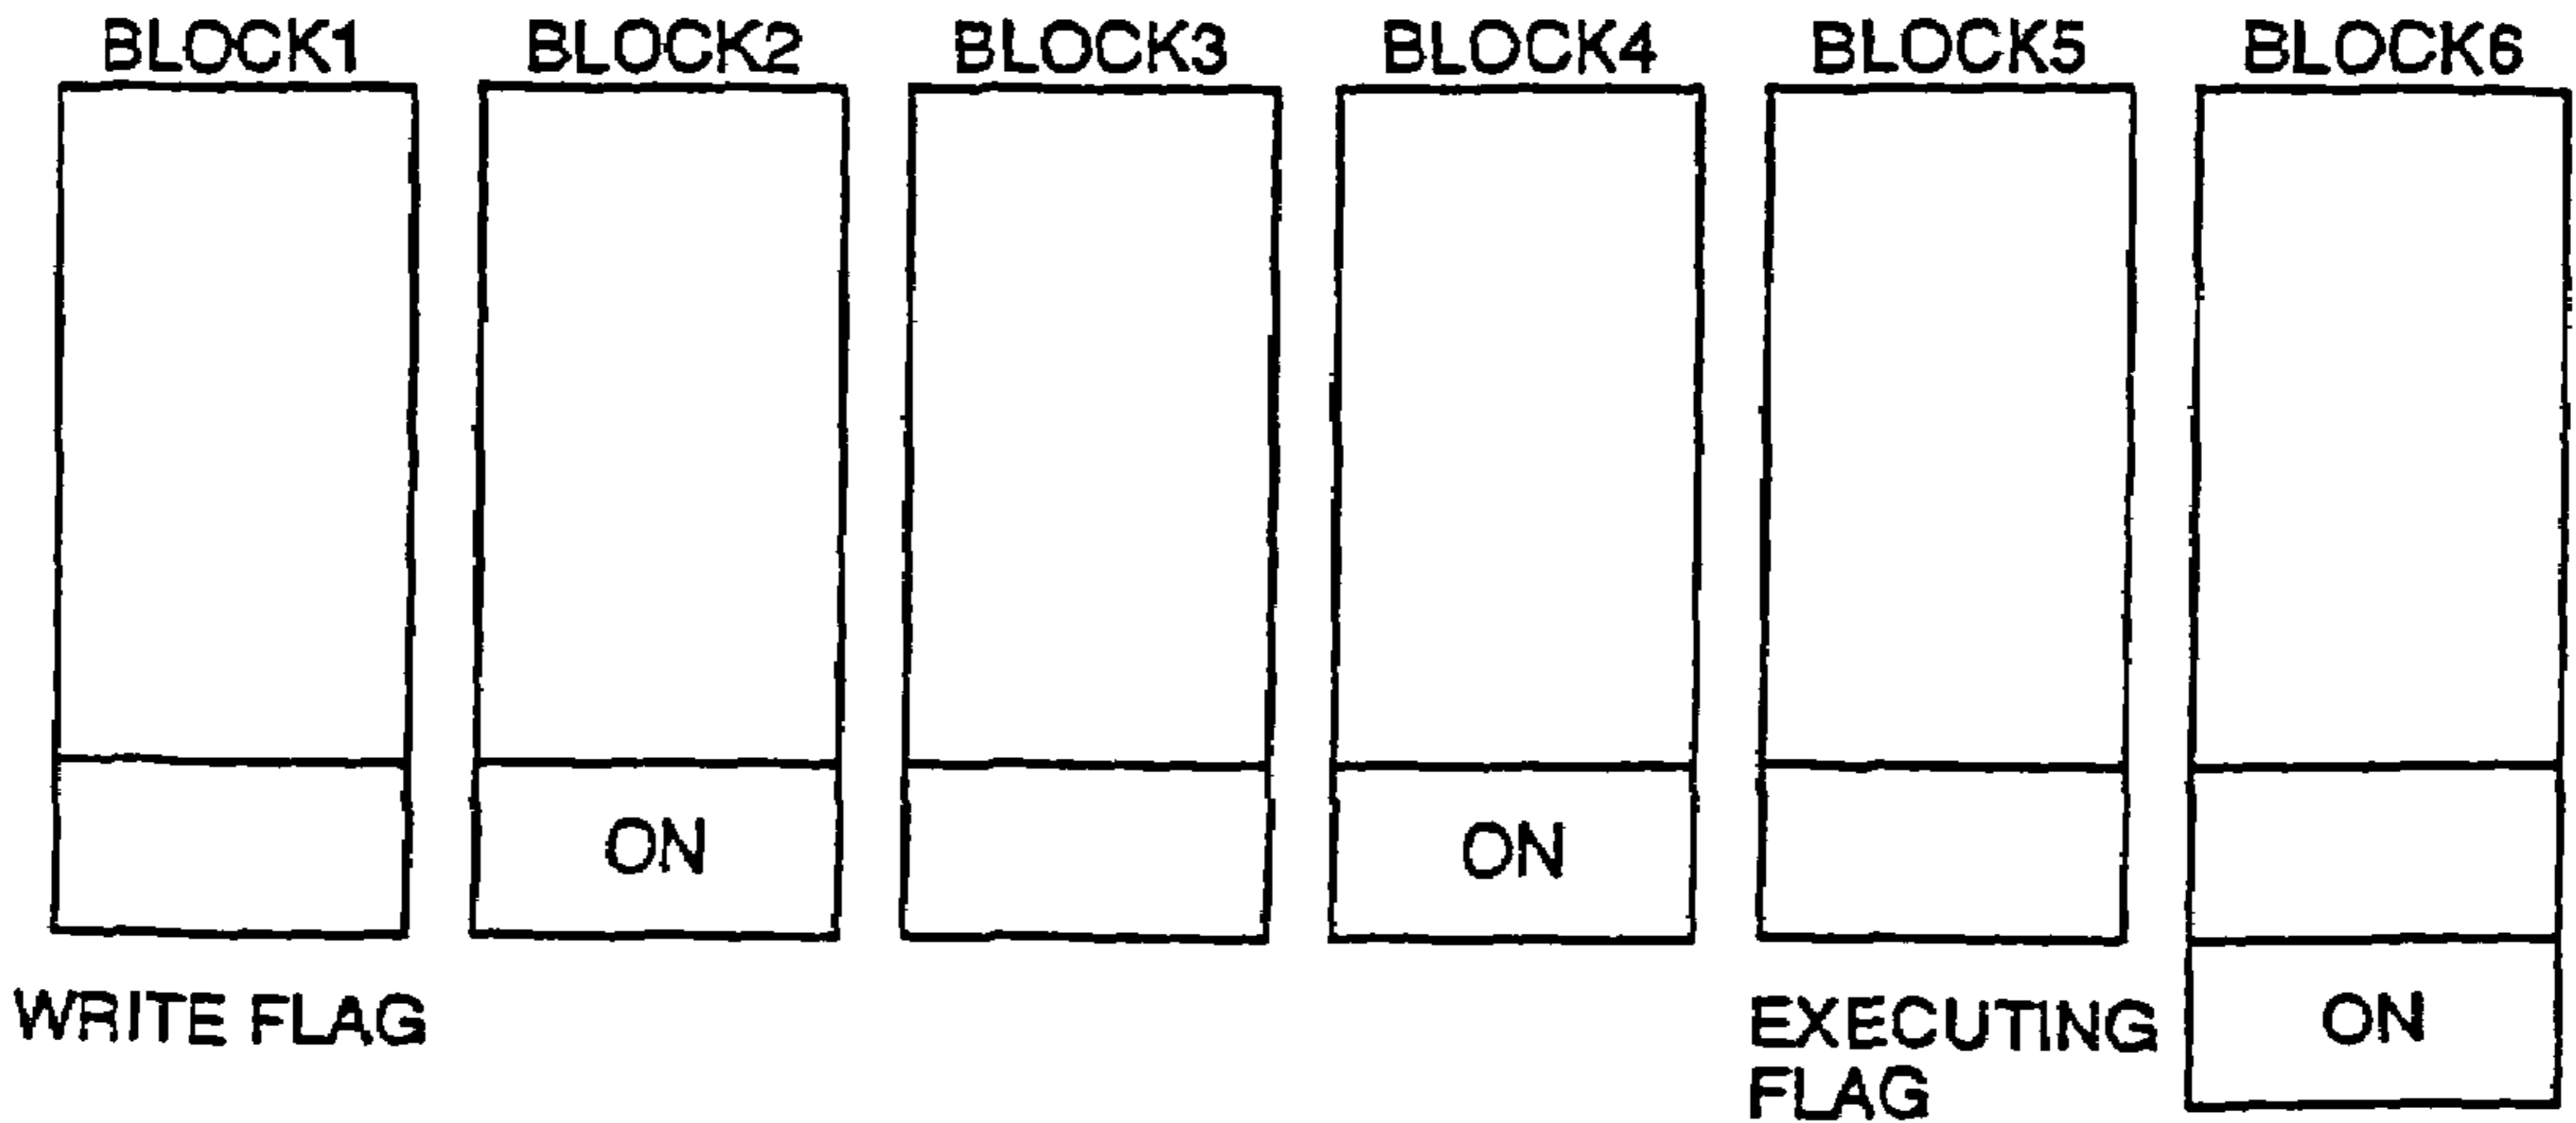 BLOCK1 BLOCK2 BLOCK3 BLOCK4 BLOCK5 BLOCK6
ON ON
WRITE FLAG EXECUTING ON
FLAG